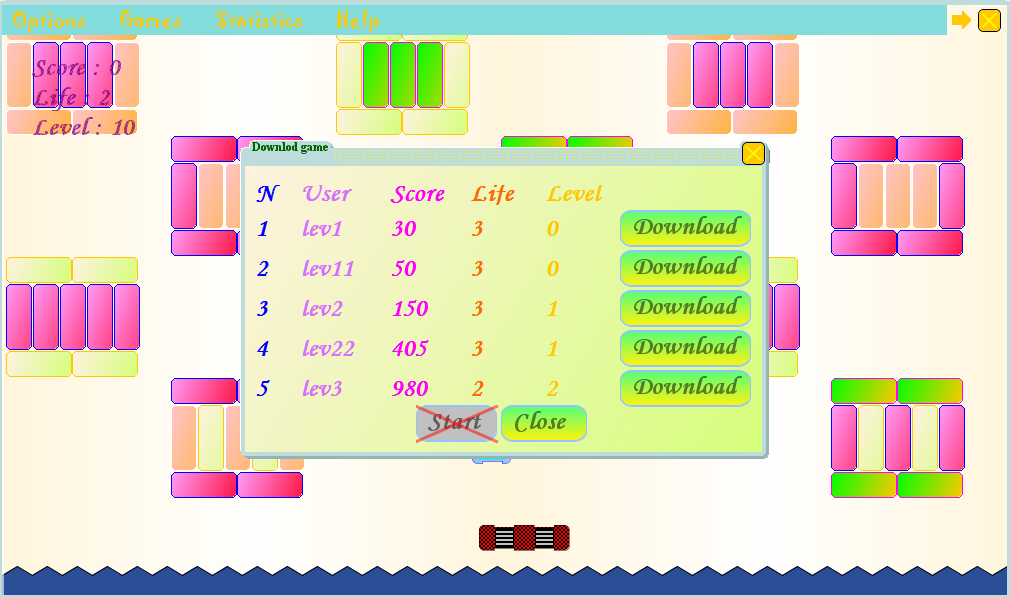 Options Games Statistics Help
Score : 0
Life : 2
Level : 10
Downlod game
N User Score Life Level
1 lev1 30 3 0 Download
2 lev11 50 3 0 Download
3 lev2 150 3 1 Download
4 lev22 405 3 1 Download
5 lev3 980 2 2 Download
Start Close